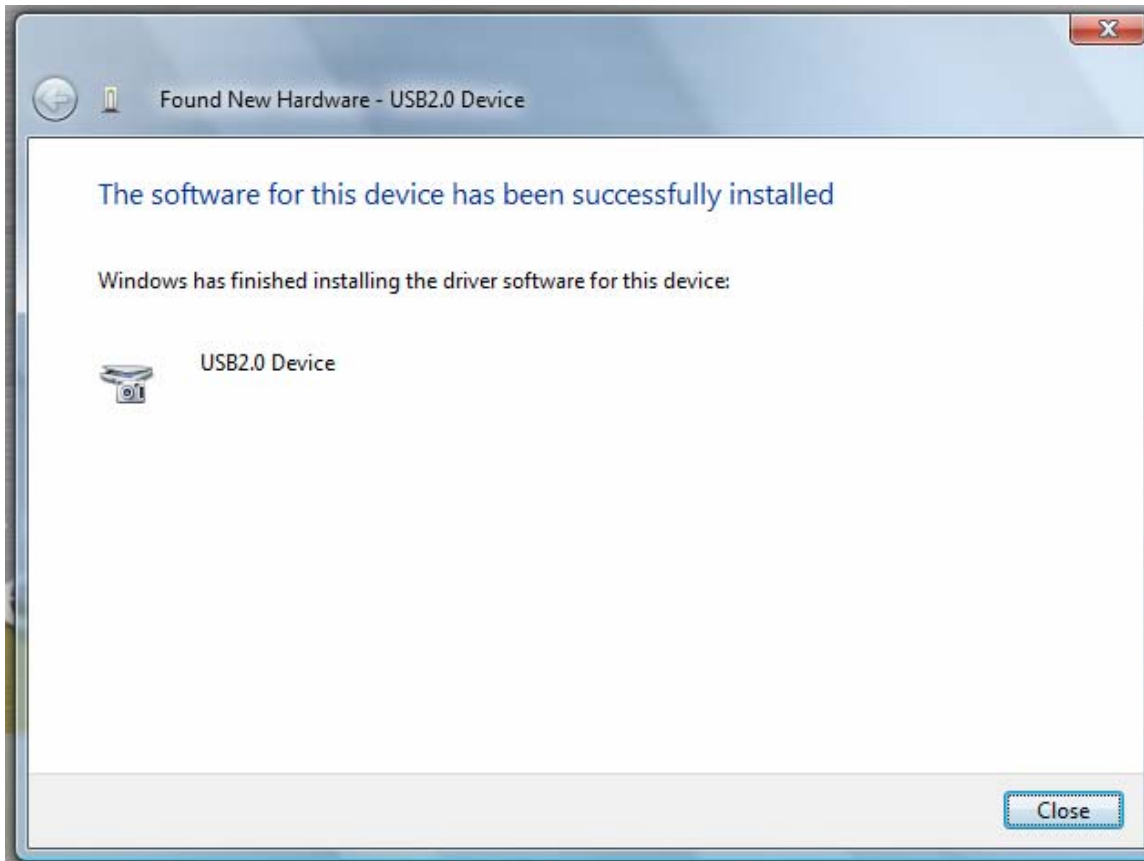 Found New Hardware - USB2.0 Device
The software for this device has been successfully installed
Windows has finished installing the driver software for this device:
USB2.0 Device
Close